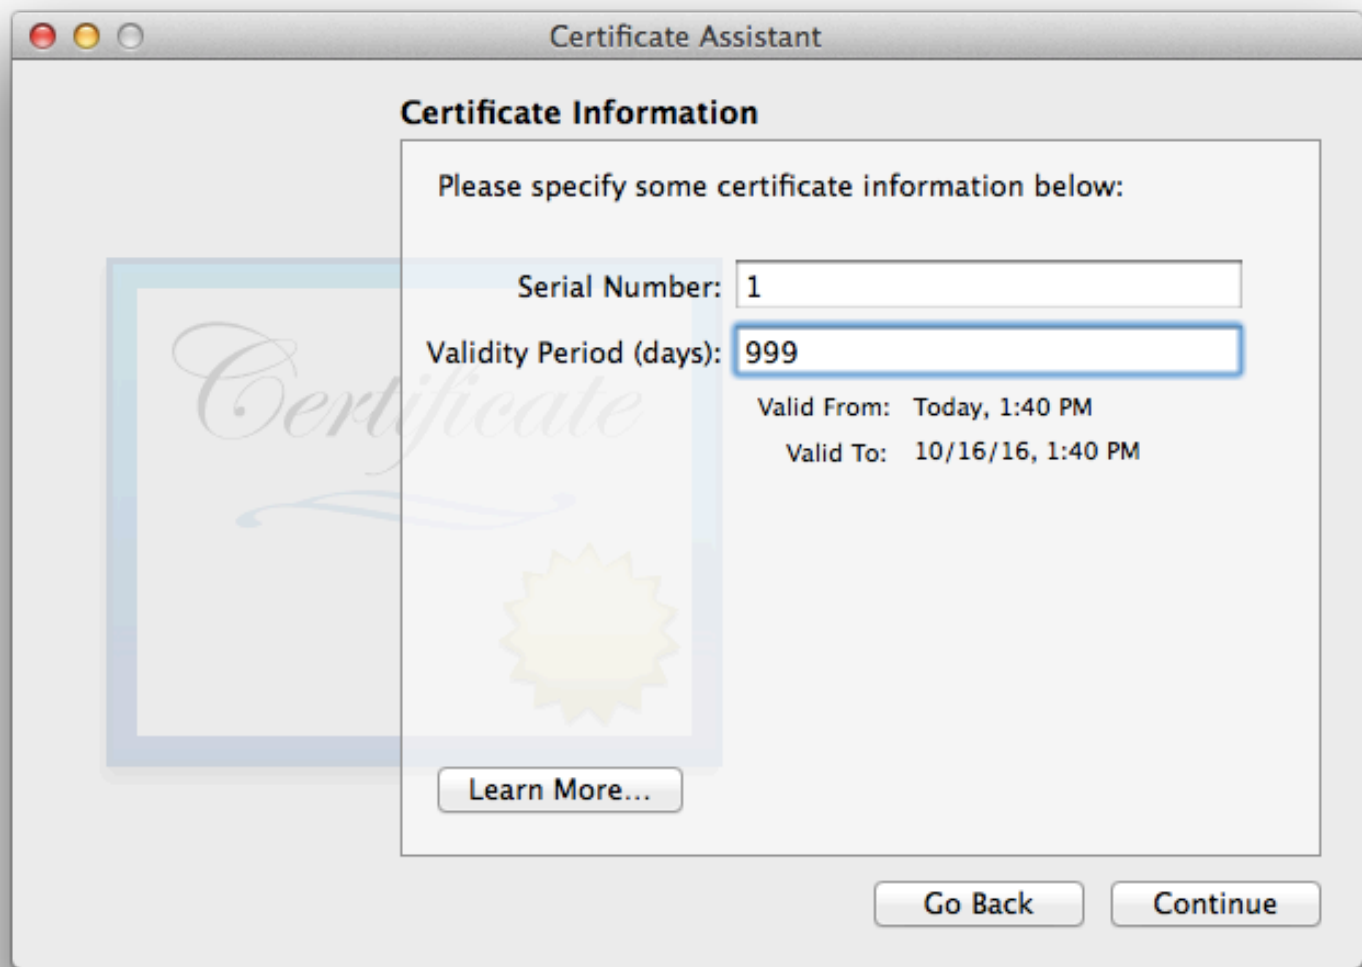 Certificate Assistant
Certificate Information
Please specify some certificate information below:
Serial Number: 1
Validity Period (days): 999
Valid From: Today, 1:40 PM
Valid To: 10/16/16, 1:40 PM
Certificate
Learn More...
Go Back Continue